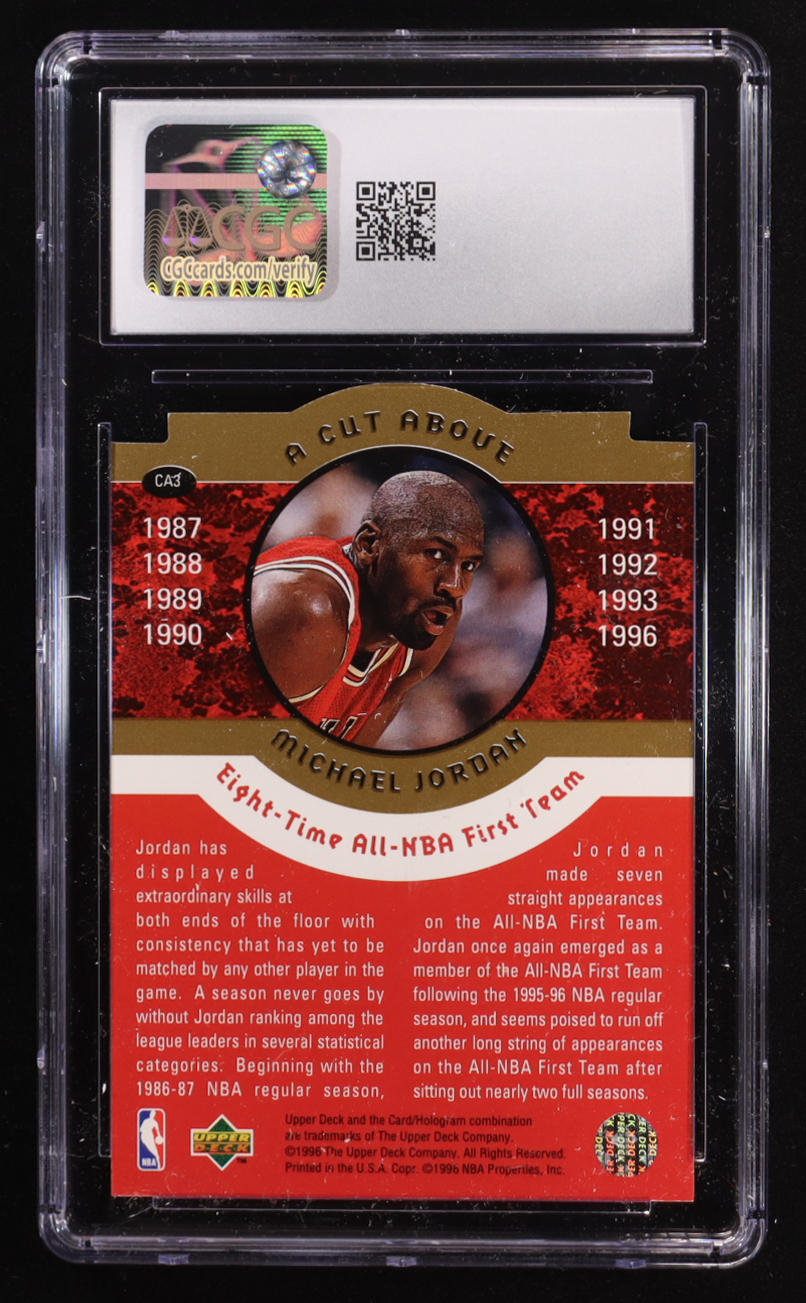 CGC
CGCcards.com/verify
A CUT ABOVE
CA3
1987
1988
1989
1990
1991
1992
1993
1996
MICHAEL JORDAN
Eight-Time All-NBA First Team
Jordan has
displayed
extraordinary skills at
both ends of the floor with
consistency that has yet to be
matched by any other player in the
game. A season never goes by
without Jordan ranking among the
league leaders in several statistical
categories. Beginning with the
1986-87 NBA regular season,
Jordan
made seven
straight appearances
on the All-NBA First Team.
Jordan once again emerged as a
member of the All-NBA First Team
following the 1995-96 NBA regular
season, and seems poised to run off
another long string of appearances
on the All-NBA First Team after
sitting out nearly two full seasons.
NBA
UPPER
DECK
TM
Upper Deck and the Card/Hologram combination
are trademarks of The Upper Deck Company.
©1996 The Upper Deck Company. All Rights Reserved.
Printed in the U.S.A. Copr. ©1996 NBA Properties, Inc.